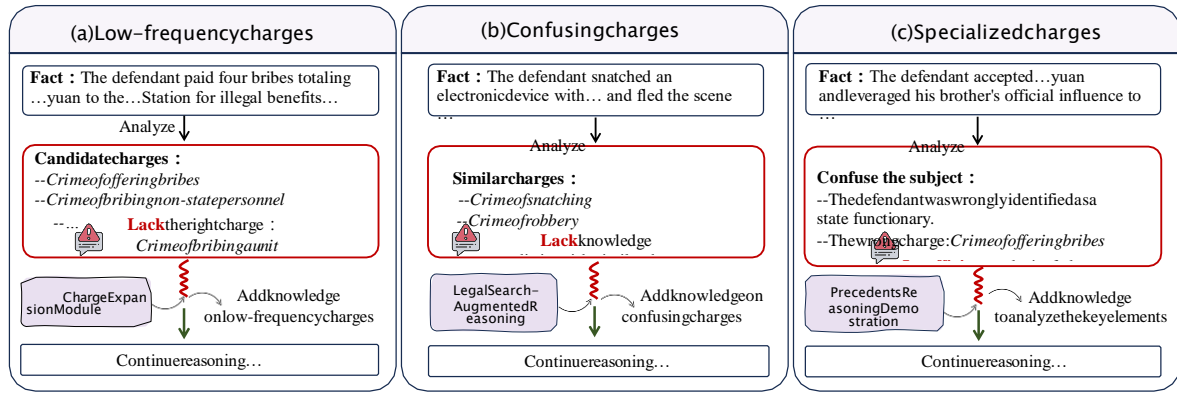 (a)Low-frequencycharges
Fact：The defendant paid four bribes totaling
…yuan to the…Station for illegal benefits…
Analyze
Candidatecharges：
--Crimeofofferingbribes
--Crimeofbribingnon-statepersonnel
--...
Lacktherightcharge：
Crimeofbribingaunit
ChargeExpan
sionModule
Addknowledge
onlow-frequencycharges
Continuereasoning…
(b)Confusingcharges
Fact：The defendant snatched an
electronicdevice with… and fled the scene
…
Analyze
Similarcharges：
--Crimeofsnatching
--Crimeofrobbery
Lackknowledge
LegalSearch-
AugmentedR
easoning
Addknowledgeon
confusingcharges
Continuereasoning…
(c)Specializedcharges
Fact：The defendant accepted…yuan
andleveraged his brother's official influence to
…
Analyze
Confuse the subject：
--Thedefendantwaswronglyidentifiedasa
state functionary.
--Thewrongcharge:Crimeofofferingbribes
PrecedentsRe
asoningDemo
stration
Addknowledge
toanalyzethekeyelements
Continuereasoning…